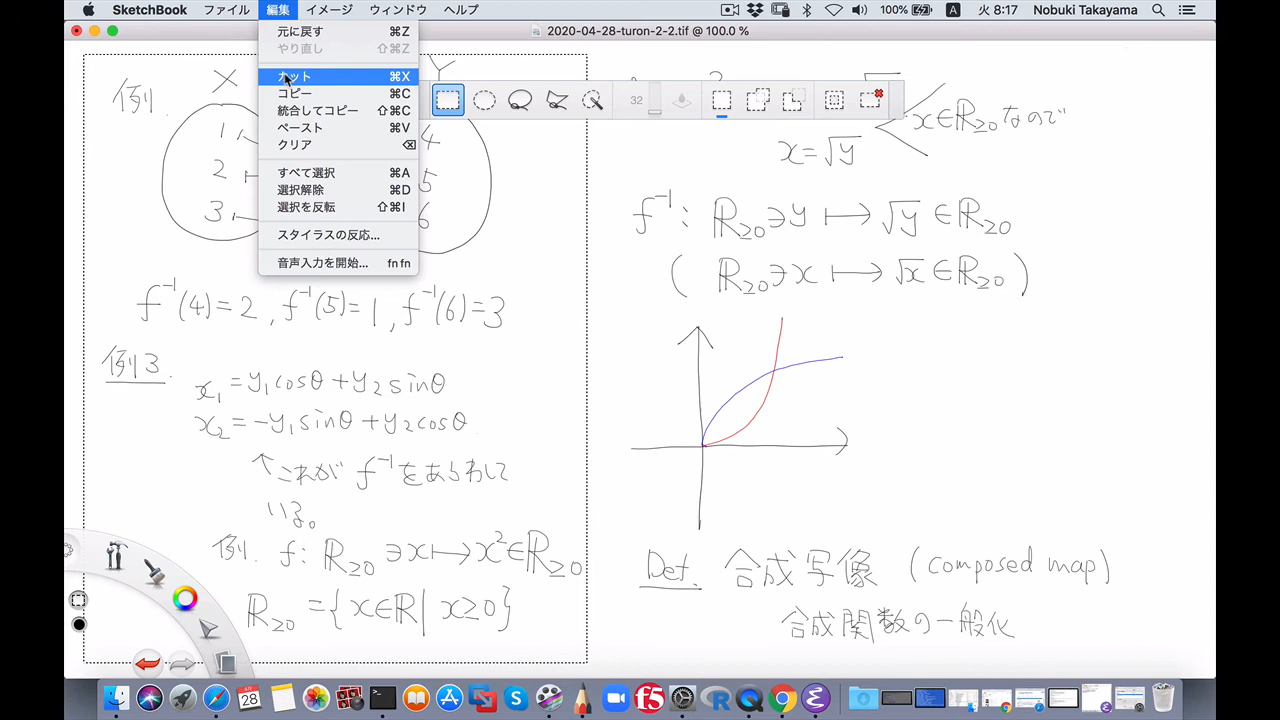 SketchBook ファイル 編集 イメージ ウィンドウ ヘルプ 100% A 火 8:17 Nobuki Takayama
2020-04-28-turon-2-2.tif @ 100.0 %
元に戻す ⌘Z
やり直し ⇧⌘Z
カット ⌘X
コピー ⌘C
統合してコピー ⇧⌘C
ペースト ⌘V
クリア ⌫
すべて選択 ⌘A
選択解除 ⌘D
選択を反転 ⇧⌘I
スタイラスの反応...
音声入力を開始... fn fn
32
例 X Y
1 4
2 5
3 6
f⁻¹(4)=2, f⁻¹(5)=1, f⁻¹(6)=3
例3.
x₁=y₁cosθ+y₂sinθ
x₂=-y₁sinθ+y₂cosθ
↑これが f⁻¹をあらわして
いる。
例. f: ℝ≥0 ∋x⟼x²∈ℝ≥0
ℝ≥0 ={x∈ℝ| x≥0}
x∈ℝ≥0なので
x=√y
f⁻¹: ℝ≥0∋y ⟼ √y ∈ℝ≥0
( ℝ≥0∋x ⟼ √x ∈ℝ≥0 )
Def. 合成写像 (composed map)
合成関数の一般化
28
f5